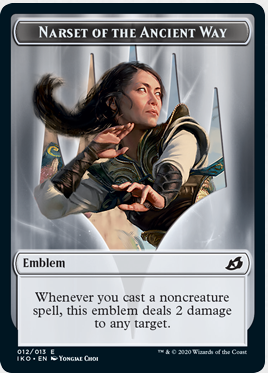 NARSET OF THE ANCIENT WAY
Emblem
Whenever you cast a noncreature
spell, this emblem deals 2 damage
to any target.
012/013 E
IKO • EN YONGJAE CHOI
™ & © 2020 Wizards of the Coast